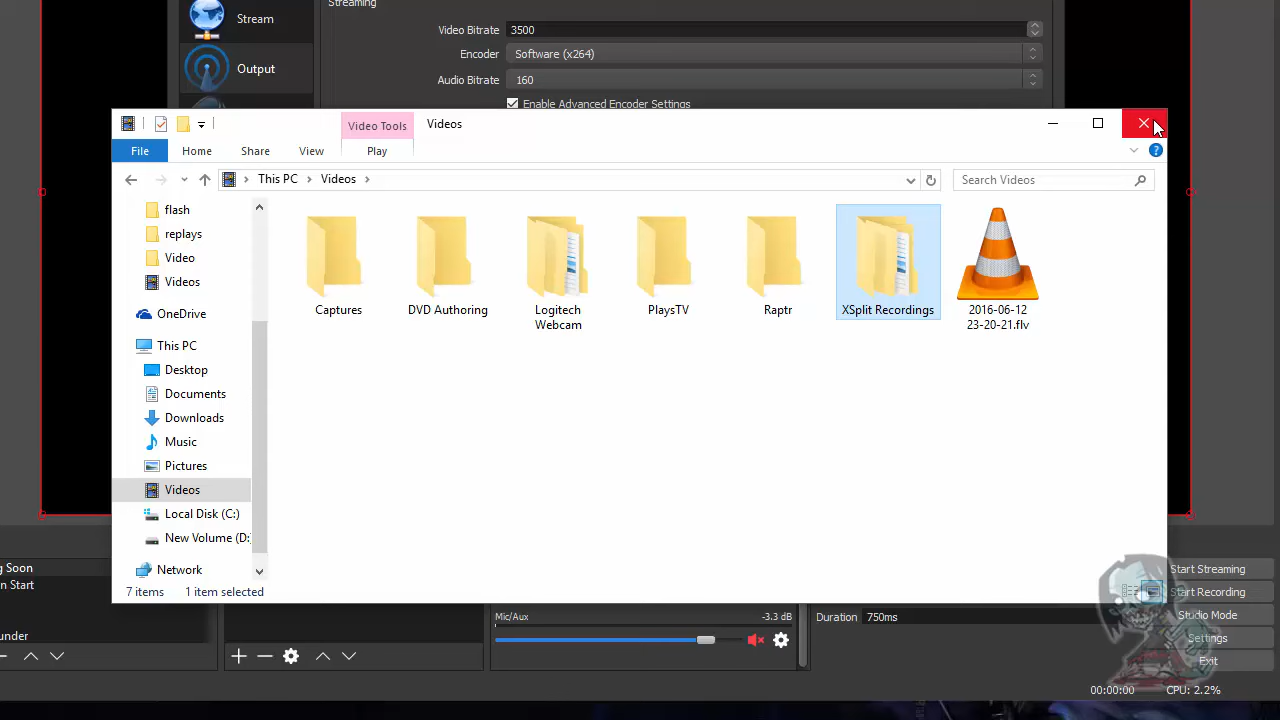 Streaming
Stream
Video Bitrate 3500
Encoder Software (x264)
Output
Audio Bitrate 160
Enable Advanced Encoder Settings
Video Tools Videos
File Home Share View Play
This PC Videos Search Videos
flash
replays
Video
Videos
OneDrive
This PC
Desktop
Documents
Downloads
Music
Pictures
Videos
Local Disk (C:)
New Volume (D:
Network
Captures
DVD Authoring
Logitech
Webcam
PlaysTV
Raptr
XSplit Recordings
2016-06-12
23-20-21.flv
7 items 1 item selected
g Soon
n Start
under
Mic/Aux -3.3 dB
Duration 750ms
Start Streaming
Start Recording
Studio Mode
Settings
Exit
00:00:00 CPU: 2.2%